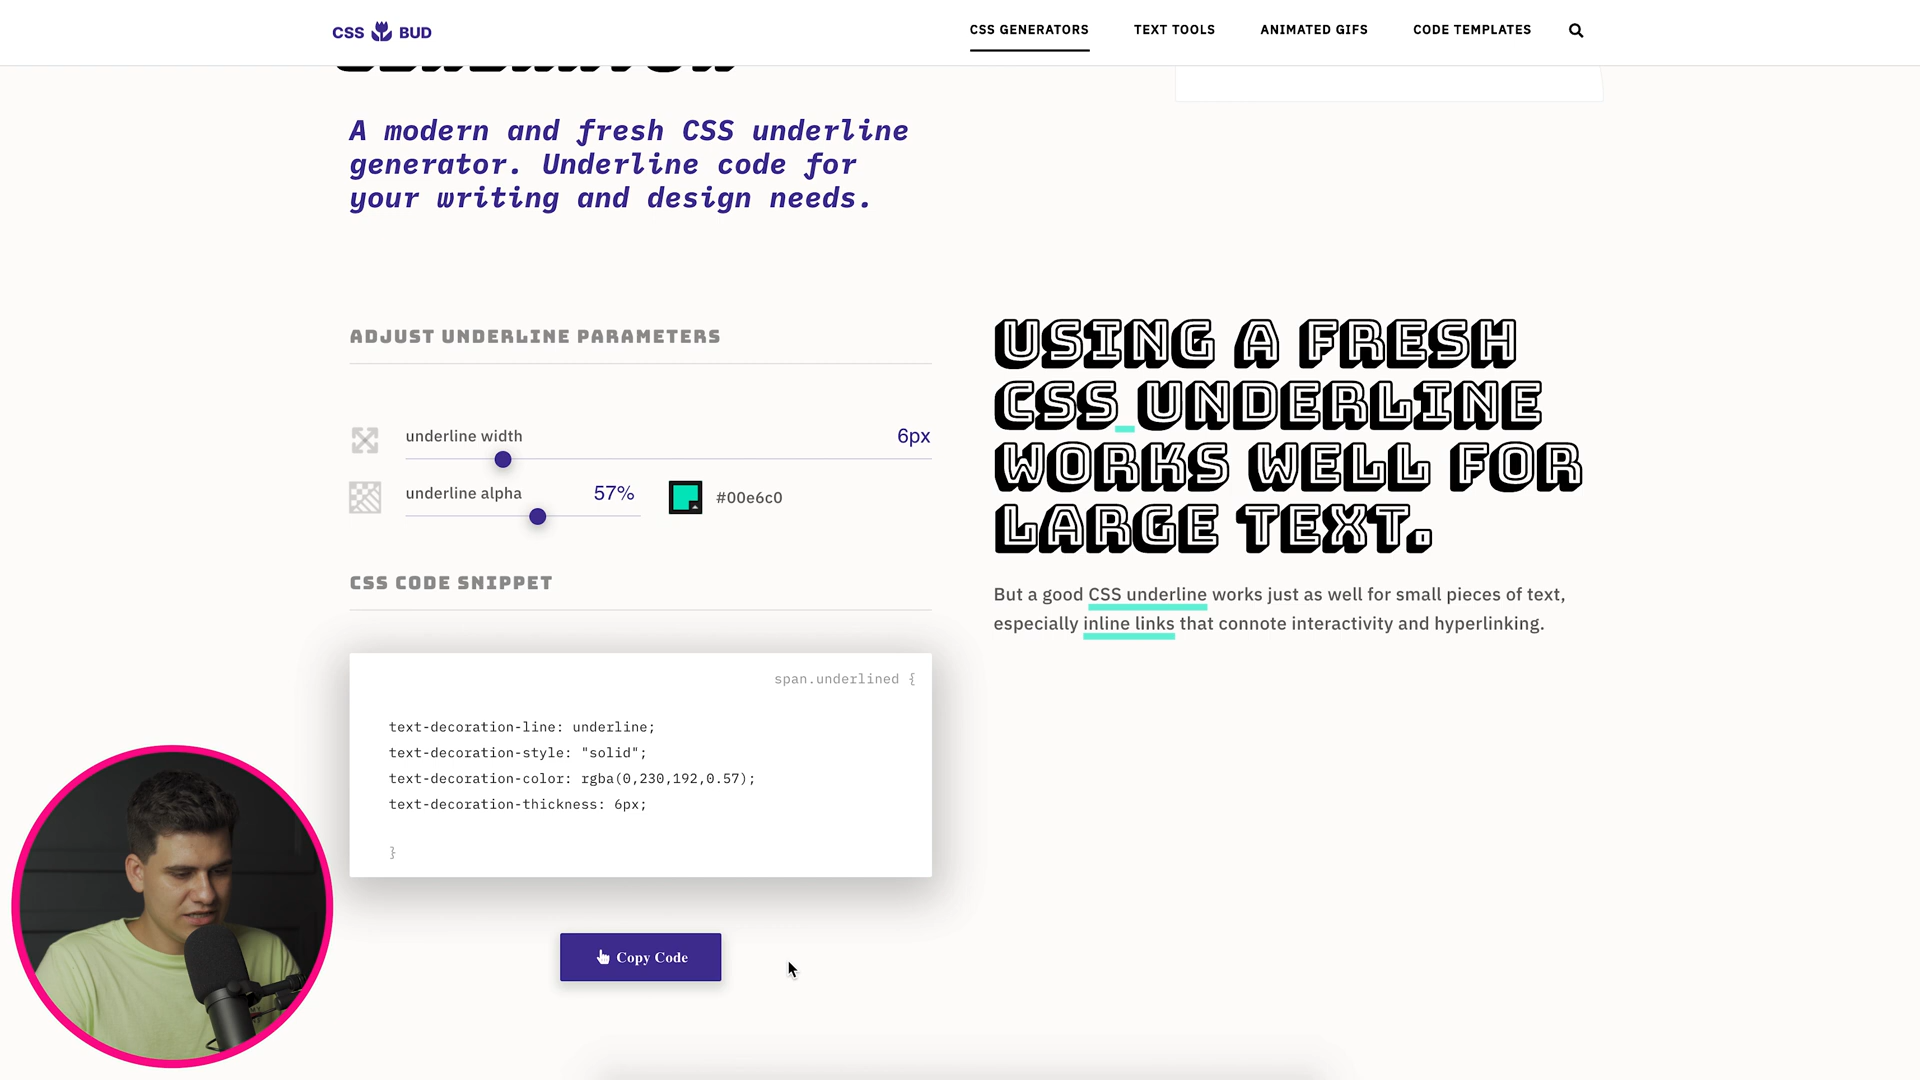 CSS BUD
CSS GENERATORS
TEXT TOOLS
ANIMATED GIFS
CODE TEMPLATES
A modern and fresh CSS underline
generator. Underline code for
your writing and design needs.
ADJUST UNDERLINE PARAMETERS
underline width
6px
underline alpha
57%
#00e6c0
CSS CODE SNIPPET
span.underlined {
text-decoration-line: underline;
text-decoration-style: "solid";
text-decoration-color: rgba(0,230,192,0.57);
text-decoration-thickness: 6px;
}
Copy Code
USING A FRESH
CSS UNDERLINE
WORKS WELL FOR
LARGE TEXT.
But a good CSS underline works just as well for small pieces of text,
especially inline links that connote interactivity and hyperlinking.